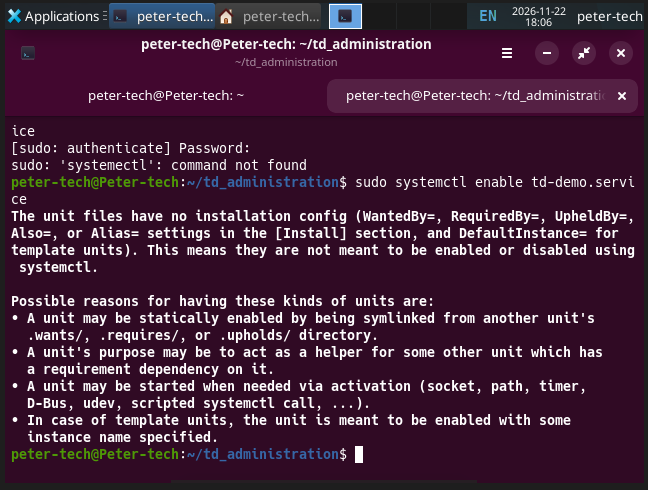 Applications
peter-tech...
peter-tech...
EN
2026-11-22
18:06
peter-tech
peter-tech@Peter-tech: ~/td_administration
~/td_administration
peter-tech@Peter-tech: ~
peter-tech@Peter-tech: ~/td_administratio
ice
[sudo: authenticate] Password:
sudo: 'systemectl': command not found
peter-tech@Peter-tech:~/td_administration$ sudo systemctl enable td-demo.servi
ce
The unit files have no installation config (WantedBy=, RequiredBy=, UpheldBy=,
Also=, or Alias= settings in the [Install] section, and DefaultInstance= for
template units). This means they are not meant to be enabled or disabled using
 systemctl.

Possible reasons for having these kinds of units are:
• A unit may be statically enabled by being symlinked from another unit's
  .wants/, .requires/, or .upholds/ directory.
• A unit's purpose may be to act as a helper for some other unit which has
  a requirement dependency on it.
• A unit may be started when needed via activation (socket, path, timer,
  D-Bus, udev, scripted systemctl call, ...).
• In case of template units, the unit is meant to be enabled with some
  instance name specified.
peter-tech@Peter-tech:~/td_administration$